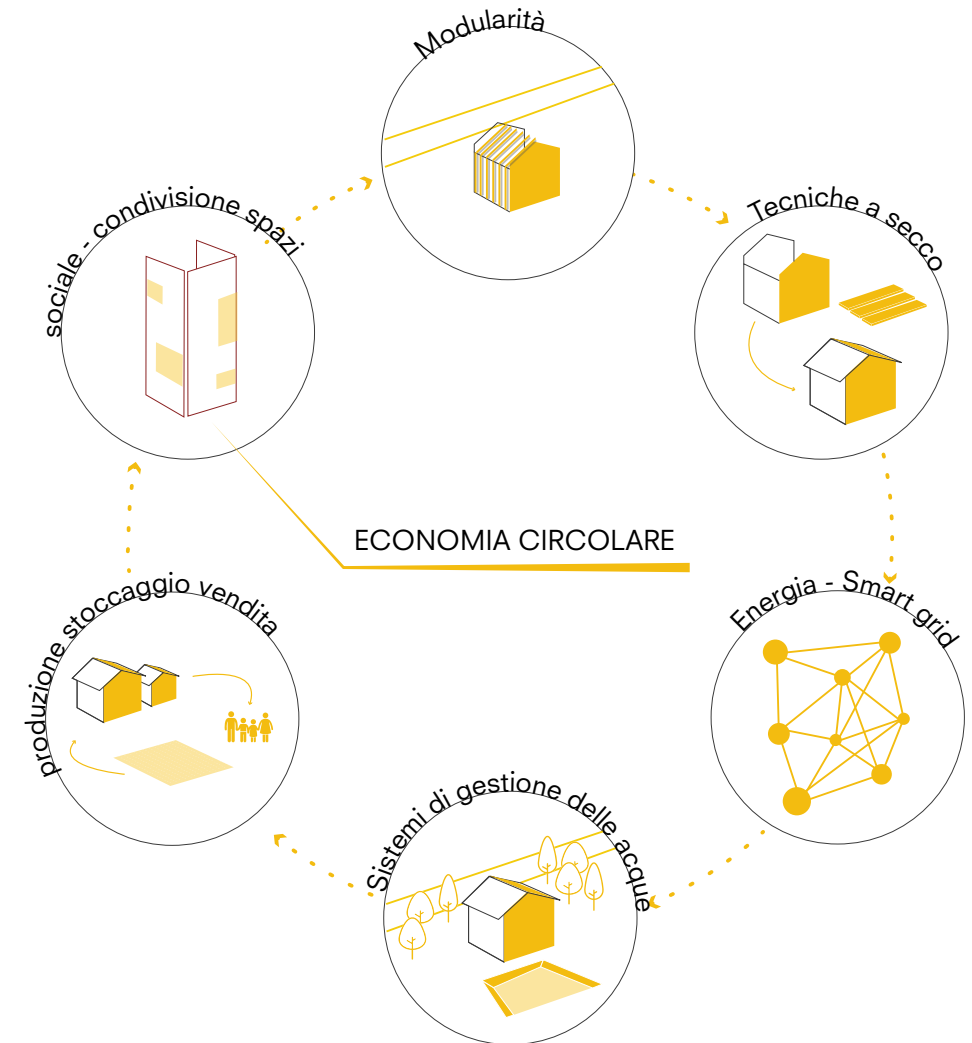 Modularità
Tecniche a secco
Energia - Smart grid
Sistemi di gestione delle acque
produzione stoccaggio vendita
sociale - condivisione spazi
ECONOMIA CIRCOLARE